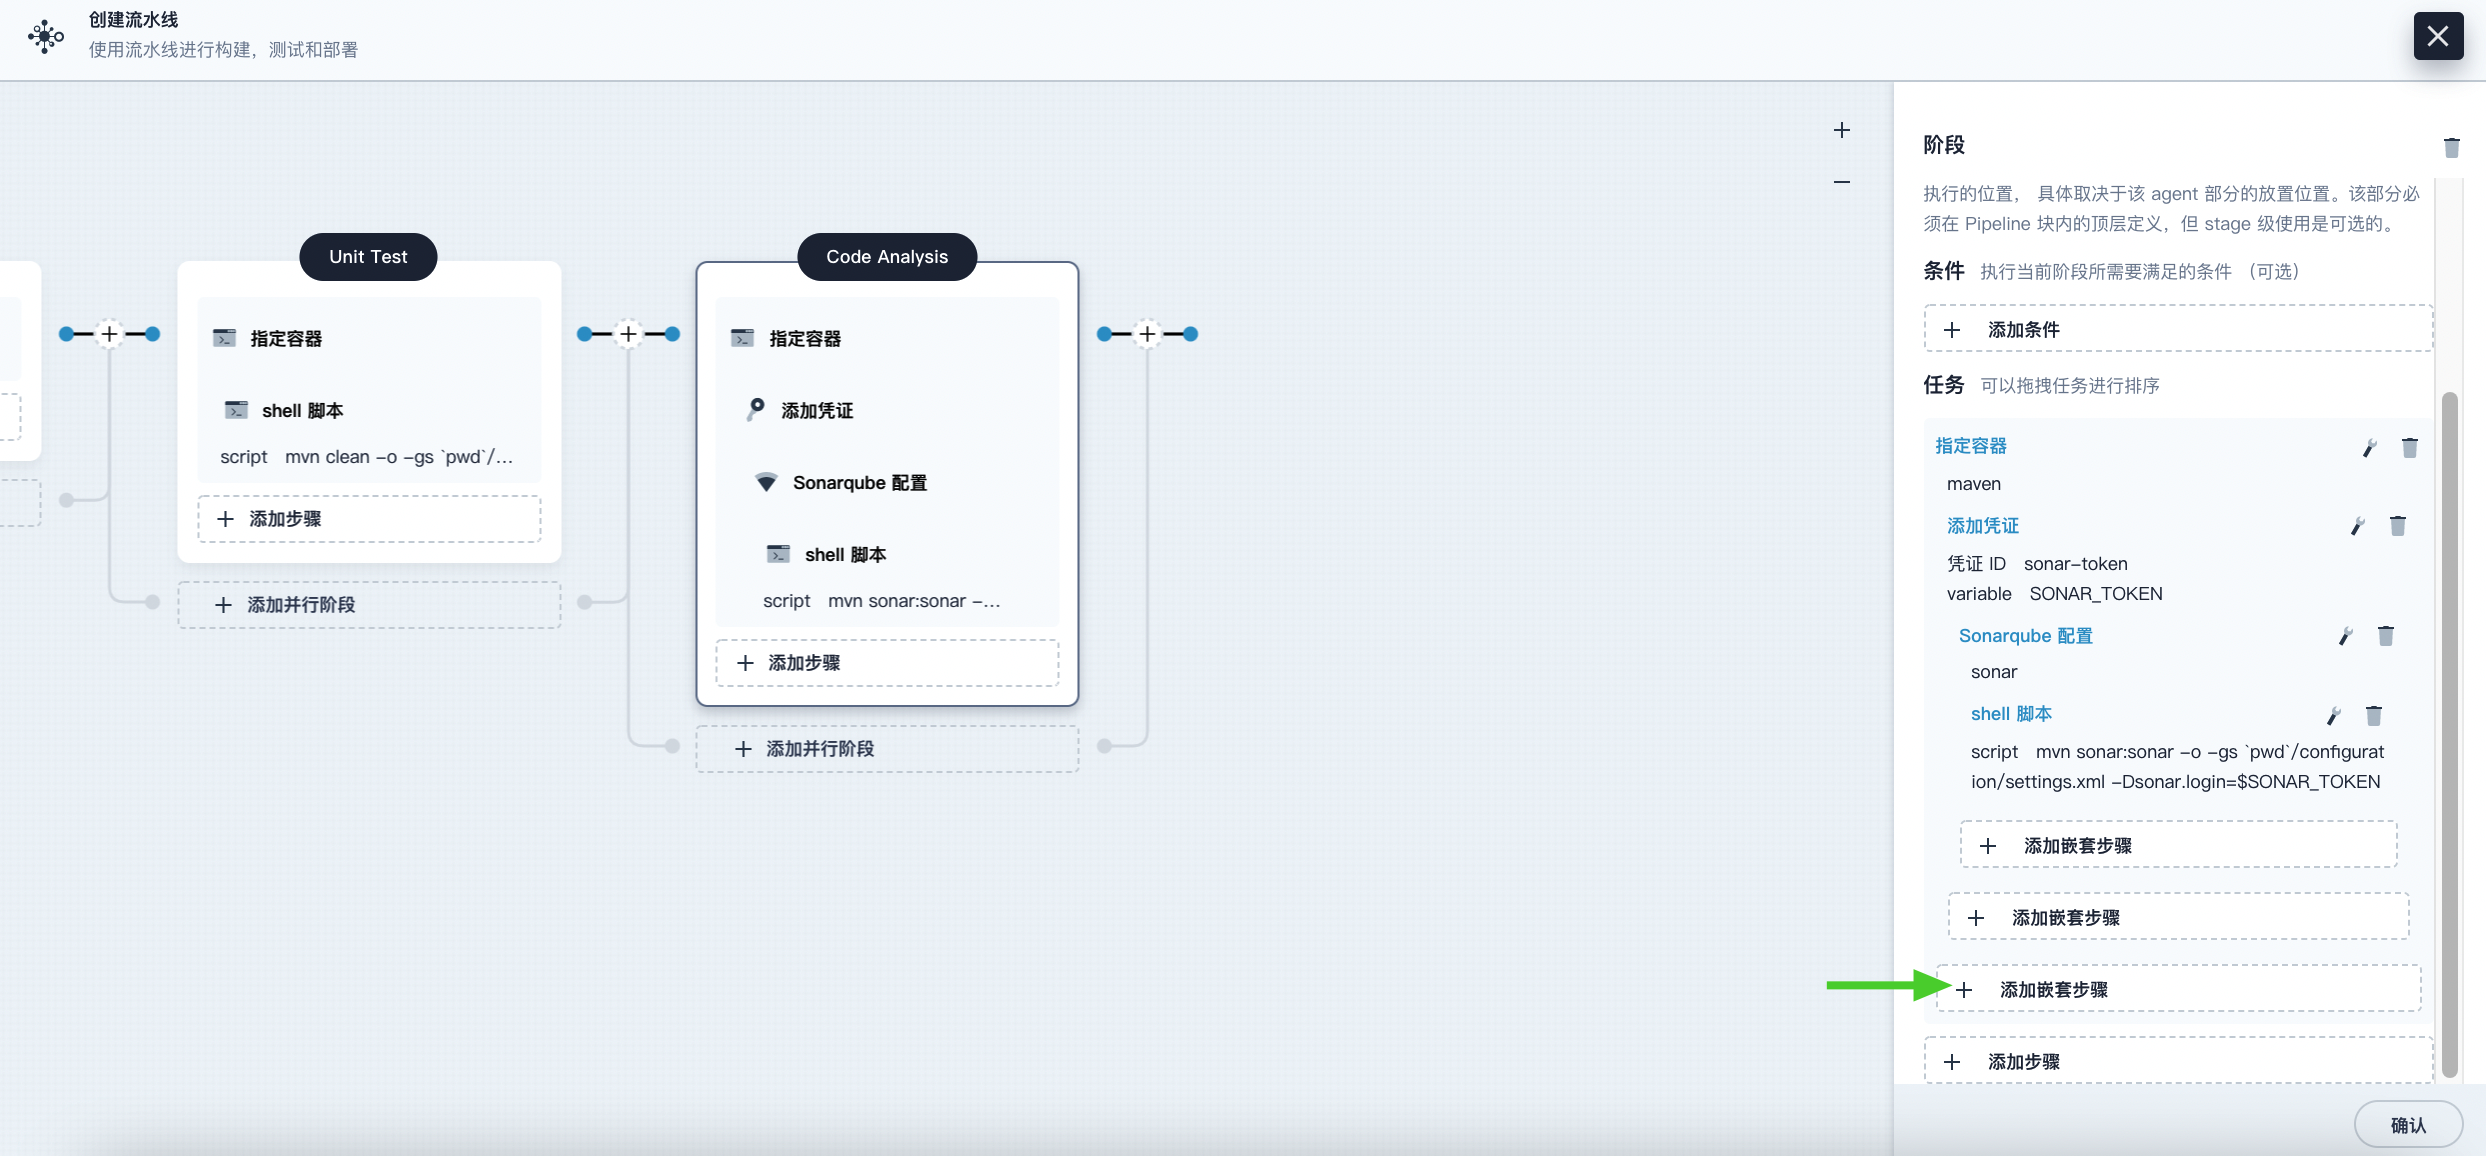 创建流水线
使用流水线进行构建，测试和部署
Unit Test
指定容器
shell 脚本
script mvn clean -o -gs `pwd`/...
添加步骤
添加并行阶段
Code Analysis
指定容器
添加凭证
Sonarqube 配置
shell 脚本
script mvn sonar:sonar -...
添加步骤
添加并行阶段
阶段
执行的位置， 具体取决于该 agent 部分的放置位置。该部分必
须在 Pipeline 块内的顶层定义，但 stage 级使用是可选的。
条件 执行当前阶段所需要满足的条件 （可选）
添加条件
任务 可以拖拽任务进行排序
指定容器
maven
添加凭证
凭证 ID sonar-token
variable SONAR_TOKEN
Sonarqube 配置
sonar
shell 脚本
script mvn sonar:sonar -o -gs `pwd`/configurat
ion/settings.xml -Dsonar.login=$SONAR_TOKEN
添加嵌套步骤
添加嵌套步骤
添加嵌套步骤
添加步骤
确认